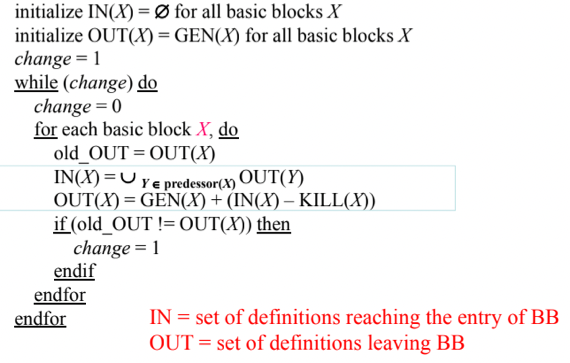 initialize IN(X) = Ø for all basic blocks X
initialize OUT(X) = GEN(X) for all basic blocks X
change = 1
while (change) do
change = 0
for each basic block X, do
old_OUT = OUT(X)
IN(X) = ∪ Y ∈ predessor(X) OUT(Y)
OUT(X) = GEN(X) + (IN(X) – KILL(X))
if (old_OUT != OUT(X)) then
change = 1
endif
endfor
endfor
IN = set of definitions reaching the entry of BB
OUT = set of definitions leaving BB